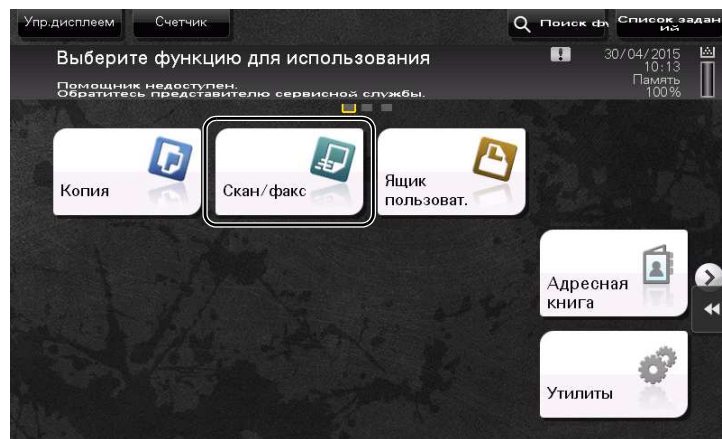 Упр.дисплеем
Счетчик
Поиск фу
Список задан
ий
Выберите функцию для использования
30/04/2015
10:13
Память
100%
Помощник недоступен.
Обратитесь представителю сервисной службы.
Копия
Скан/факс
Ящик
пользоват.
Адресная
книга
Утилиты